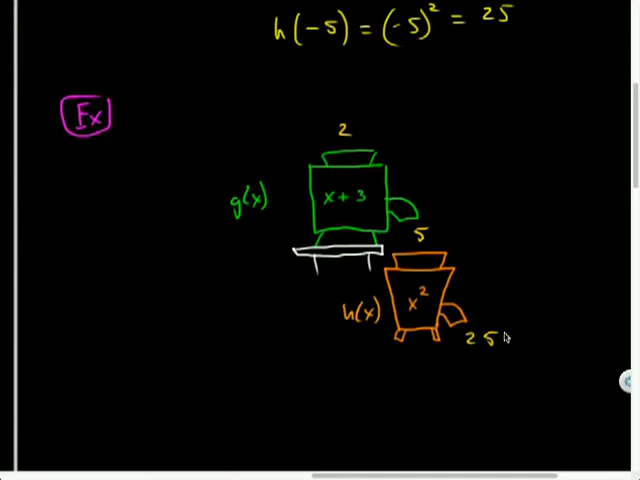 h(-5) = (-5)² = 25
Ex
2
g(x) x + 3
5
h(x) x²
25